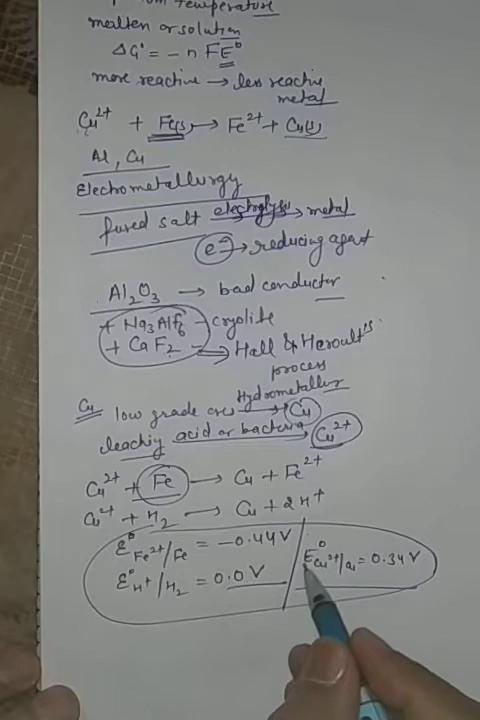 temperature
molten or solution
ΔG° = -n FE°
more reactive → less reactive
metal
Cu²⁺ + Fe(s) → Fe²⁺ + Cu(s)
Al, Cu
Electrometallurgy
fused salt electrolysis → metal
e⊖ → reducing agent
Al₂O₃ → bad conductor
+ Na₃AlF₆ - cryolite
+ CaF₂ ⇒ Hall & Heroult's
process
Cu low grade ores Hydrometallur → Cu
leaching acid or bacteria → Cu²⁺
Cu²⁺ + Fe → Cu + Fe²⁺
Cu²⁺ + H₂ → Cu + 2H⁺
E°Fe²⁺/Fe = -0.44V / E°Cu²⁺/Cu = 0.34V
E°H⁺/H₂ = 0.0V